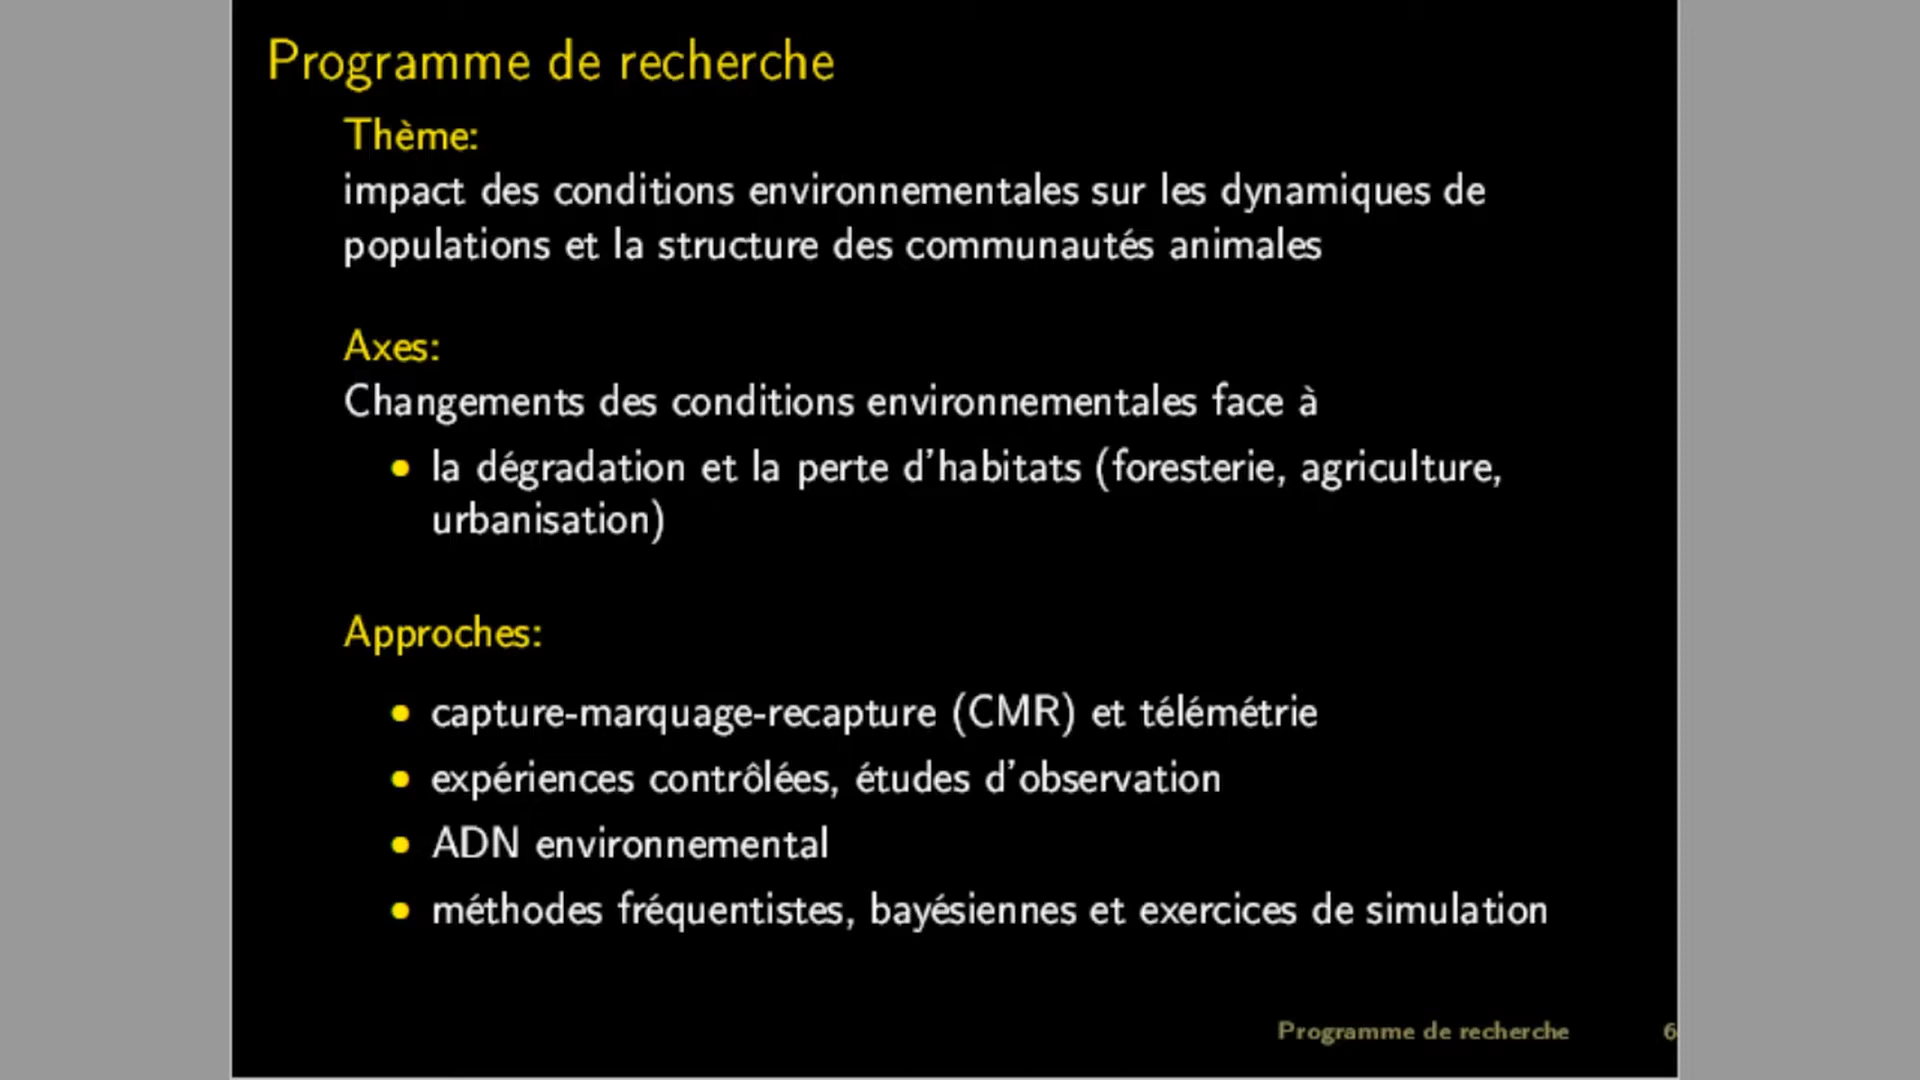 Programme de recherche
Thème:
impact des conditions environnementales sur les dynamiques de
populations et la structure des communautés animales
Axes:
Changements des conditions environnementales face à
• la dégradation et la perte d'habitats (foresterie, agriculture,
urbanisation)
Approches:
• capture-marquage-recapture (CMR) et télémétrie
• expériences contrôlées, études d'observation
• ADN environnemental
• méthodes fréquentistes, bayésiennes et exercices de simulation
Programme de recherche 6